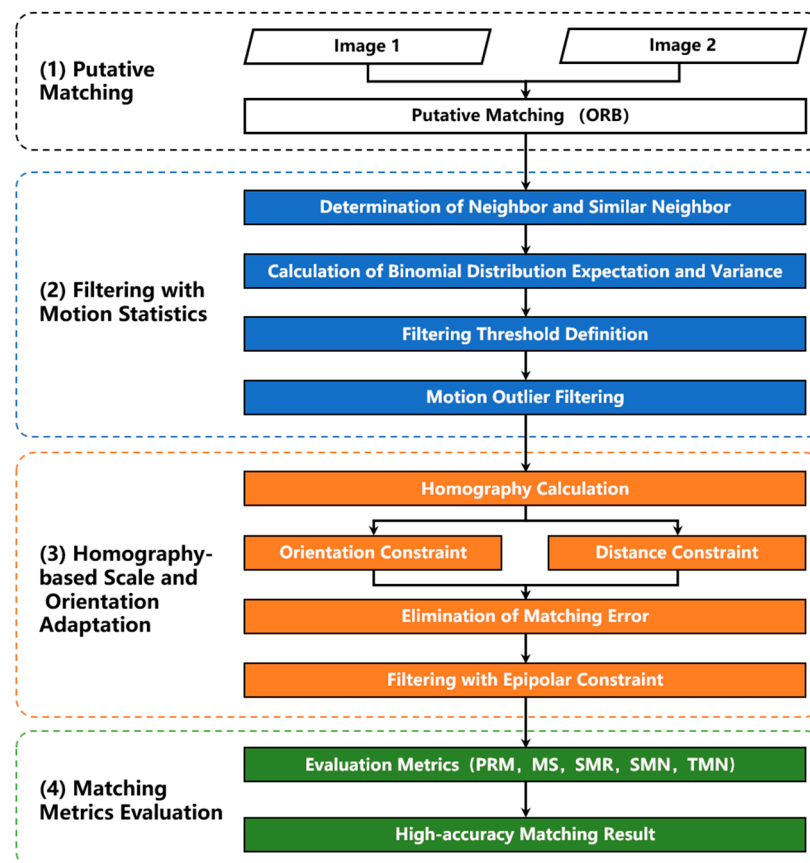 Image 1
Image 2
(1) Putative
Matching
Putative Matching （ORB）
Determination of Neighbor and Similar Neighbor
Calculation of Binomial Distribution Expectation and Variance
(2) Filtering with
Motion Statistics
Filtering Threshold Definition
Motion Outlier Filtering
Homography Calculation
(3) Homography-
based Scale and
Orientation
Adaptation
Orientation Constraint
Distance Constraint
Elimination of Matching Error
Filtering with Epipolar Constraint
Evaluation Metrics（PRM，MS，SMR，SMN，TMN）
(4) Matching
Metrics Evaluation
High-accuracy Matching Result